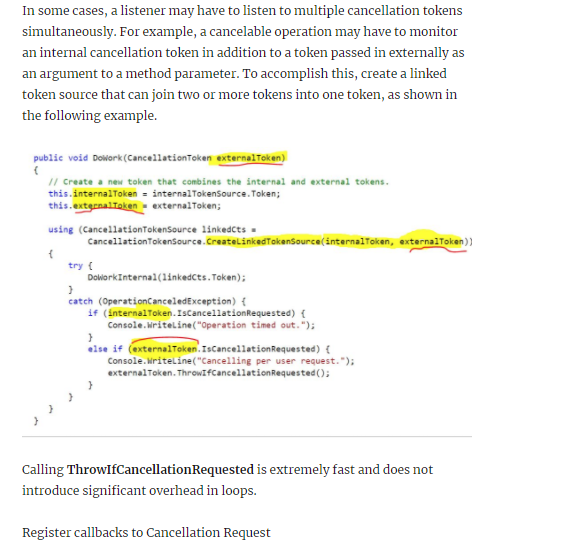 In some cases, a listener may have to listen to multiple cancellation tokens
simultaneously. For example, a cancelable operation may have to monitor
an internal cancellation token in addition to a token passed in externally as
an argument to a method parameter. To accomplish this, create a linked
token source that can join two or more tokens into one token, as shown in
the following example.
public void DoWork(CancellationToken externalToken)
{
// Create a new token that combines the internal and external tokens.
this.internalToken = internalTokenSource.Token;
this.externalToken = externalToken;
using (CancellationTokenSource linkedCts =
CancellationTokenSource.CreateLinkedTokenSource(internalToken, externalToken))
{
try {
DoWorkInternal(linkedCts.Token);
}
catch (OperationCanceledException) {
if (internalToken.IsCancellationRequested) {
Console.WriteLine("Operation timed out.");
}
else if (externalToken.IsCancellationRequested) {
Console.WriteLine("Cancelling per user request.");
externalToken.ThrowIfCancellationRequested();
}
}
}
}
Calling ThrowIfCancellationRequested is extremely fast and does not
introduce significant overhead in loops.
Register callbacks to Cancellation Request